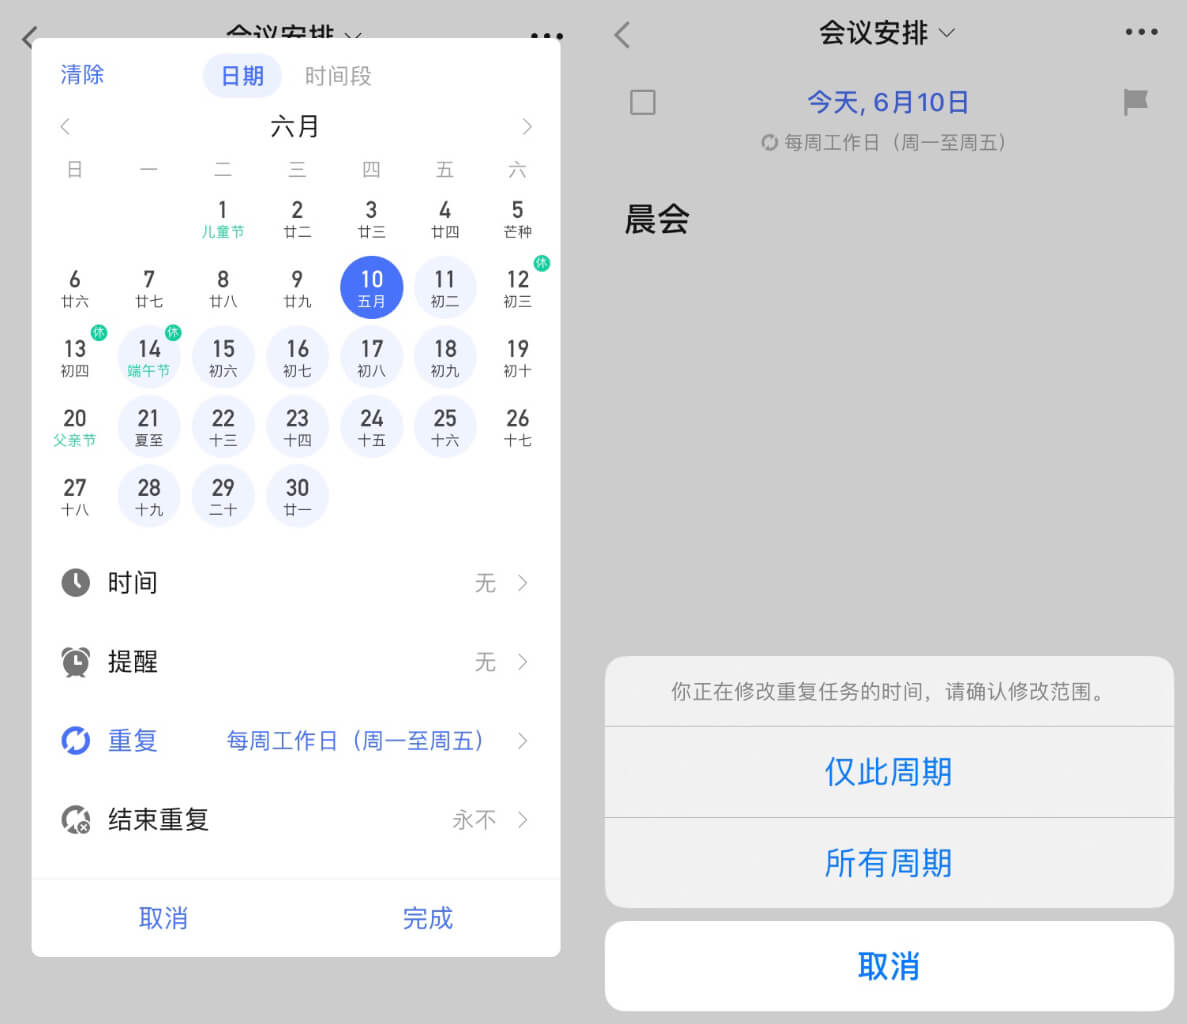 会议安排
清除 日期 时间段
六月
日 一 二 三 四 五 六
1 2 3 4 5
儿童节 廿二 廿三 廿四 芒种
休
6 7 8 9 10 11 12
廿六 廿七 廿八 廿九 五月 初二 初三
休 休
13 14 15 16 17 18 19
初四 端午节 初六 初七 初八 初九 初十
20 21 22 23 24 25 26
父亲节 夏至 十三 十四 十五 十六 十七
27 28 29 30
十八 十九 二十 廿一
时间 无
提醒 无
重复 每周工作日（周一至周五）
结束重复 永不
取消 完成
会议安排
今天, 6月10日
每周工作日（周一至周五）
晨会
你正在修改重复任务的时间，请确认修改范围。
仅此周期
所有周期
取消